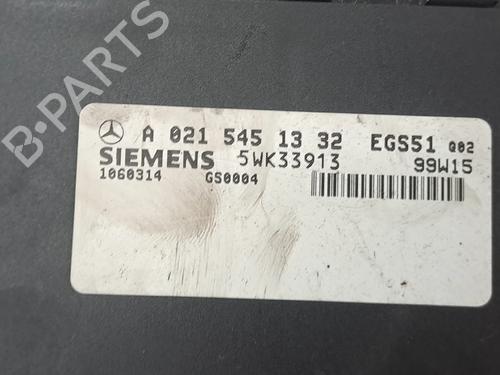 B-PARTS
A 021 545 13 32 EGS51 Q02
SIEMENS 5WK33913 99W15
1060314 GS0004